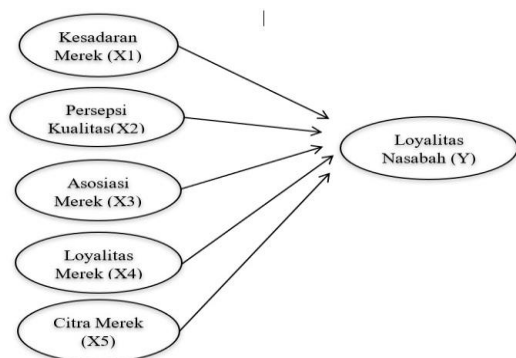 Kesadaran
Merek (X1)
Persepsi
Kualitas(X2)
Asosiasi
Merek (X3)
Loyalitas
Merek (X4)
Citra Merek
(X5)
Loyalitas
Nasabah (Y)